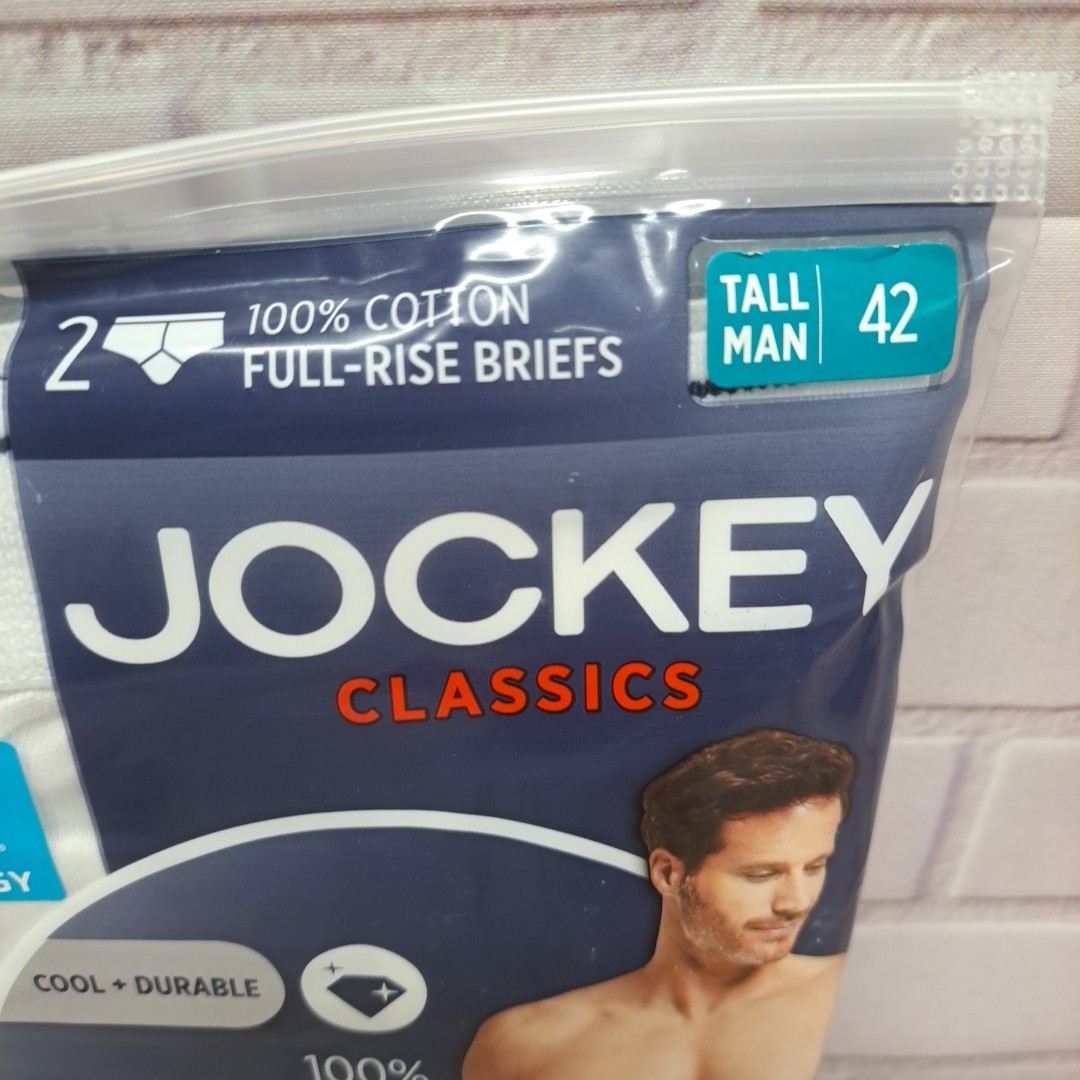 2
100% COTTON
FULL-RISE BRIEFS
TALL
MAN
42
JOCKEY
CLASSICS
COOL + DURABLE
100%